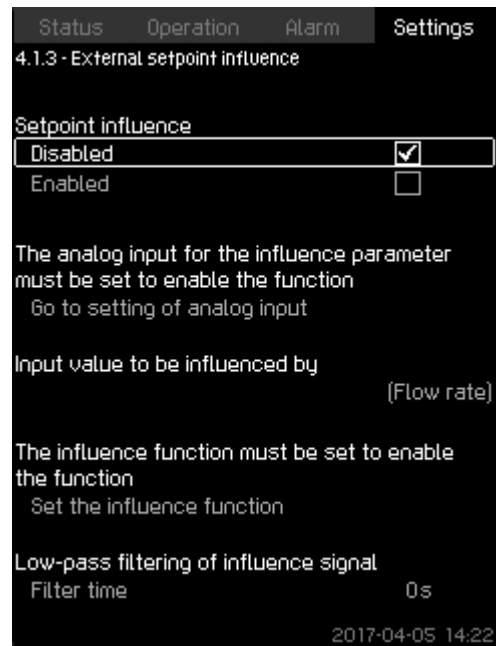 Status Operation Alarm Settings
4.1.3 - External setpoint influence
Setpoint influence
Disabled
Enabled
The analog input for the influence parameter
must be set to enable the function
Go to setting of analog input
Input value to be influenced by
(Flow rate)
The influence function must be set to enable
the function
Set the influence function
Low-pass filtering of influence signal
Filter time 0s
2017-04-05 14:22